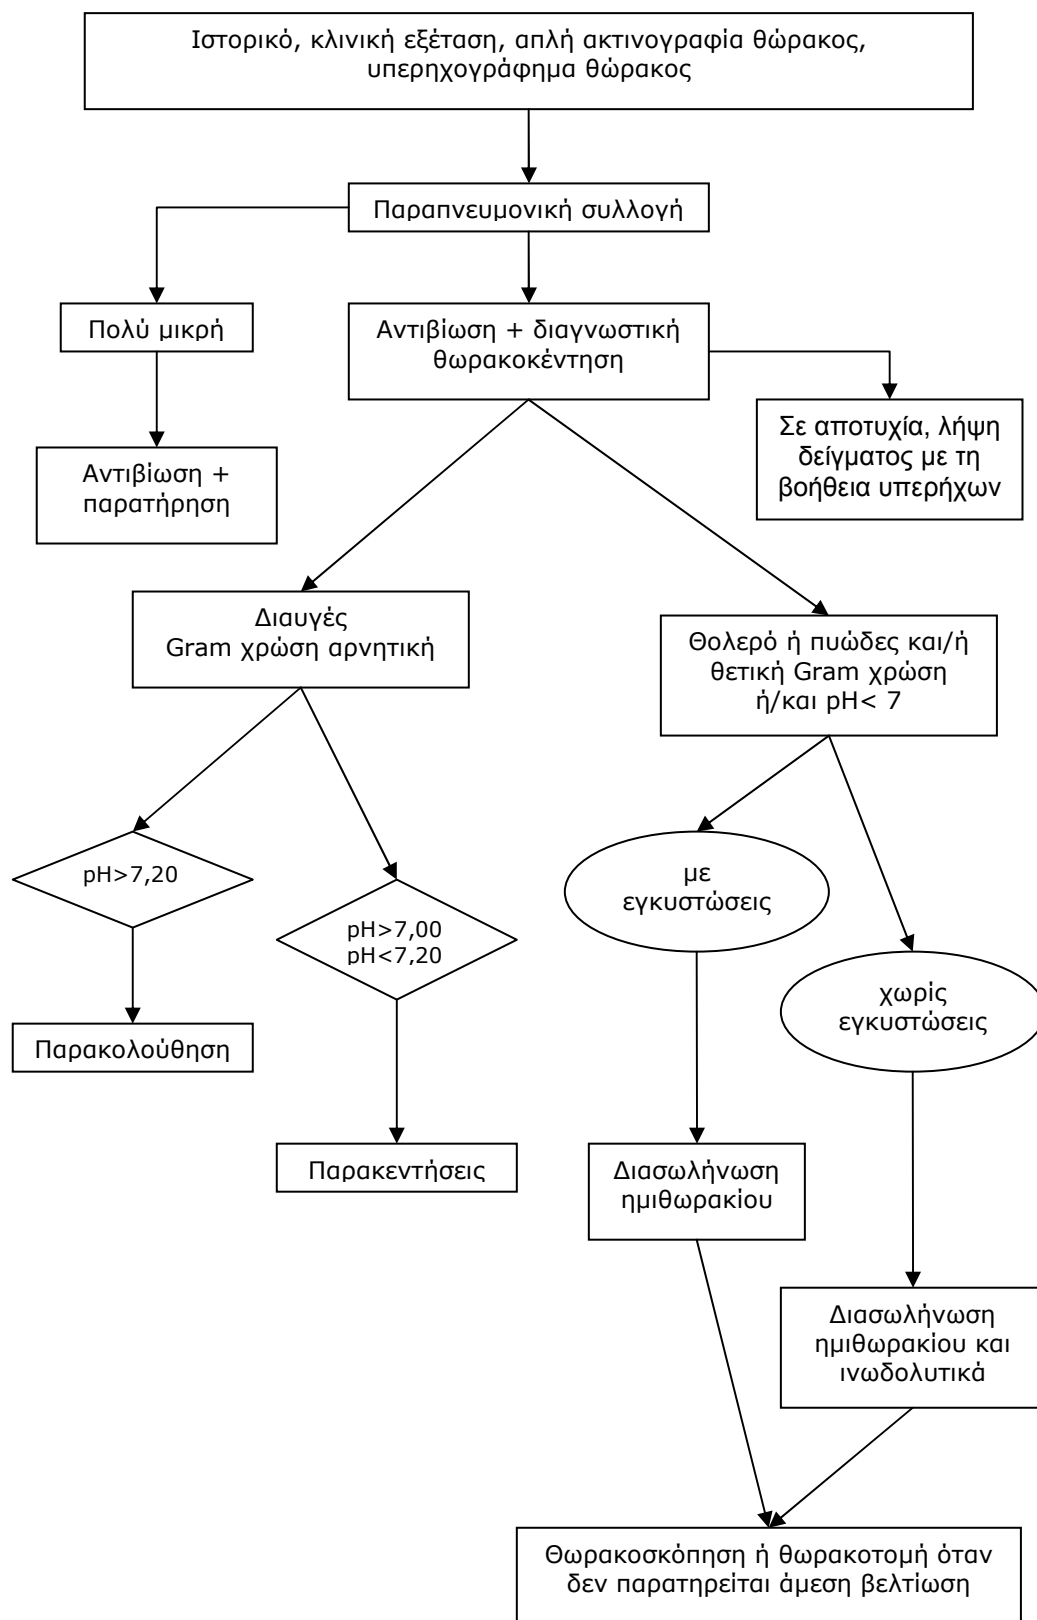 Ιστορικό, κλινική εξέταση, απλή ακτινογραφία θώρακος,
υπερηχογράφημα θώρακος
Παραπνευμονική συλλογή
Πολύ μικρή
Αντιβίωση + διαγνωστική
θωρακοκέντηση
Σε αποτυχία, λήψη
δείγματος με τη
βοήθεια υπερήχων
Αντιβίωση +
παρατήρηση
Διαυγές
Gram χρώση αρνητική
Θολερό ή πυώδες και/ή
θετική Gram χρώση
ή/και pH< 7
pH>7,20
με
εγκυστώσεις
pH>7,00
pH<7,20
χωρίς
εγκυστώσεις
Παρακολούθηση
Παρακεντήσεις
Διασωλήνωση
ημιθωρακίου
Διασωλήνωση
ημιθωρακίου και
ινωδολυτικά
Θωρακοσκόπηση ή θωρακοτομή όταν
δεν παρατηρείται άμεση βελτίωση